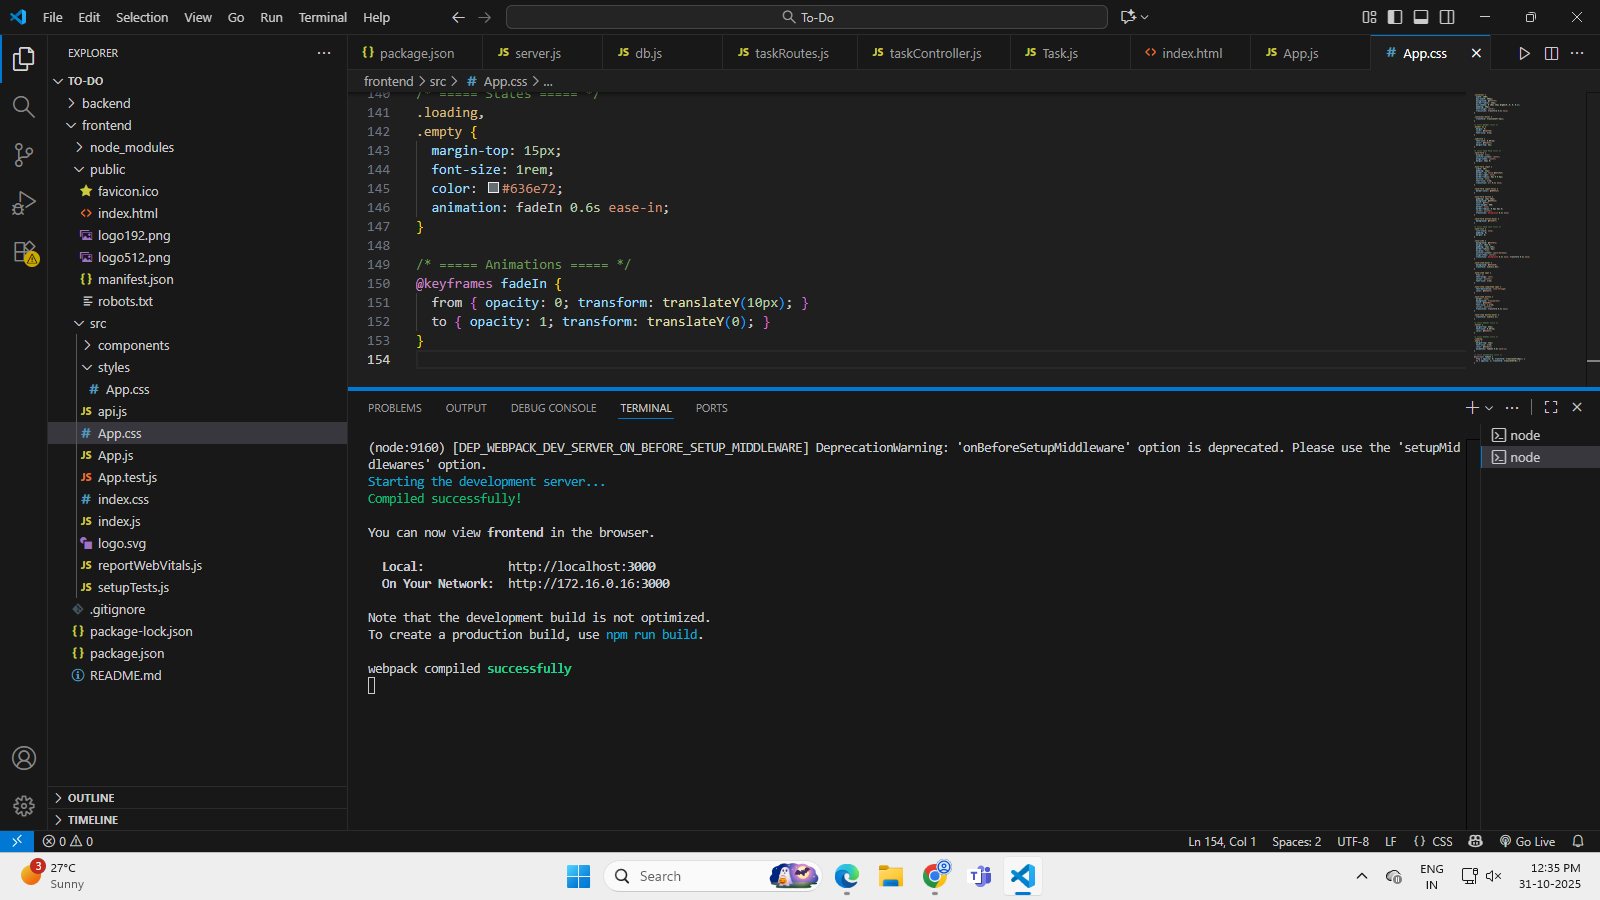 File Edit Selection View Go Run Terminal Help
To-Do
EXPLORER
TO-DO
backend
frontend
node_modules
public
favicon.ico
index.html
logo192.png
logo512.png
manifest.json
robots.txt
src
components
styles
App.css
api.js
App.css
App.js
App.test.js
index.css
index.js
logo.svg
reportWebVitals.js
setupTests.js
.gitignore
package-lock.json
package.json
README.md
OUTLINE
TIMELINE
package.json server.js db.js taskRoutes.js taskController.js Task.js index.html App.js App.css
frontend > src > # App.css > ...
140 /* ===== States ===== */
141 .loading,
142 .empty {
143 margin-top: 15px;
144 font-size: 1rem;
145 color: #636e72;
146 animation: fadeIn 0.6s ease-in;
147 }
148
149 /* ===== Animations ===== */
150 @keyframes fadeIn {
151 from { opacity: 0; transform: translateY(10px); }
152 to { opacity: 1; transform: translateY(0); }
153 }
154
PROBLEMS OUTPUT DEBUG CONSOLE TERMINAL PORTS
(node:9160) [DEP_WEBPACK_DEV_SERVER_ON_BEFORE_SETUP_MIDDLEWARE] DeprecationWarning: 'onBeforeSetupMiddleware' option is deprecated. Please use the 'setupMid
dlewares' option.
Starting the development server...
Compiled successfully!
You can now view frontend in the browser.
Local: http://localhost:3000
On Your Network: http://172.16.0.16:3000
Note that the development build is not optimized.
To create a production build, use npm run build.
webpack compiled successfully
node
node
0 0
Ln 154, Col 1 Spaces: 2 UTF-8 LF {} CSS Go Live
3
27°C
Sunny
Search
ENG
IN
12:35 PM
31-10-2025